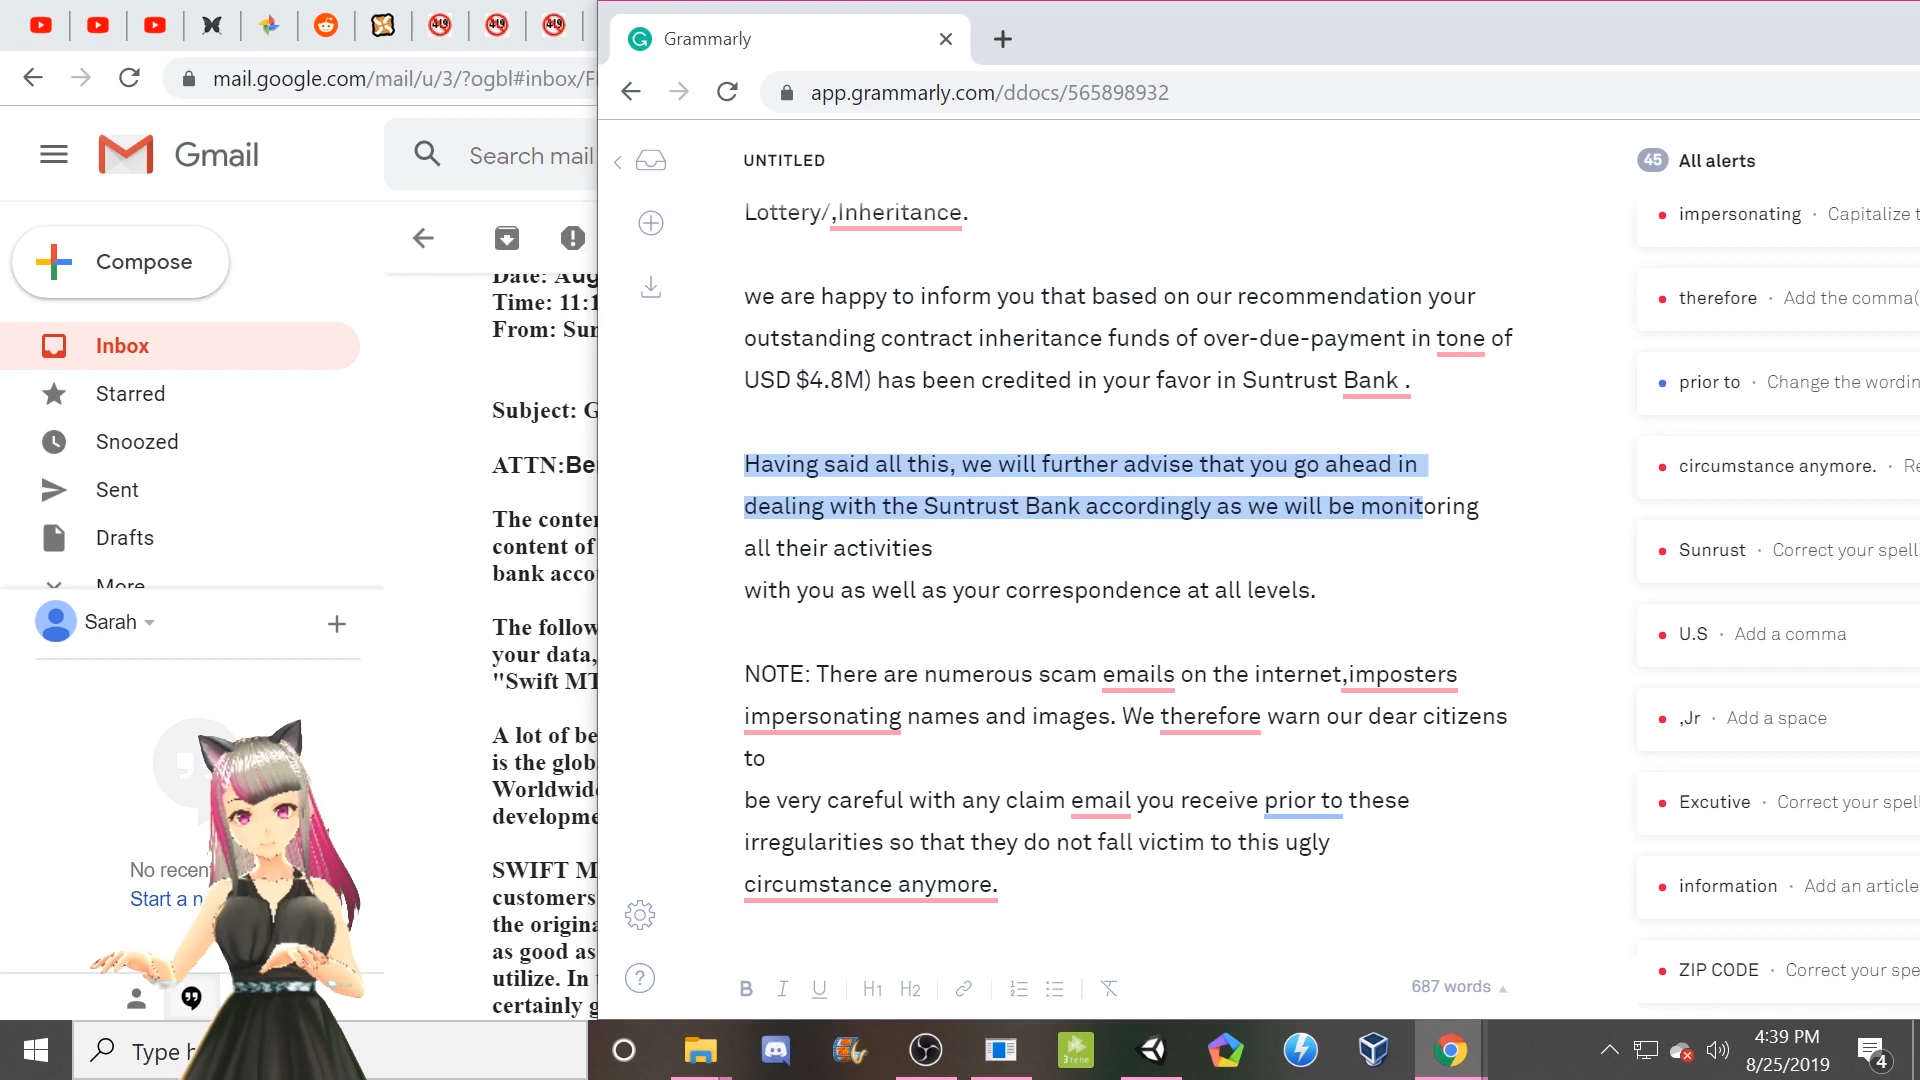 Grammarly
mail.google.com/mail/u/3/?ogbl#inbox/F
app.grammarly.com/ddocs/565898932
Gmail
Search mail
Compose
Inbox
Starred
Snoozed
Sent
Drafts
More
Sarah
No recen
Start a n
Date: Aug
Time: 11:1
From: Sun
Subject: G
ATTN:Be
The conten
content of
bank acco
The follow
your data,
"Swift MT
A lot of be
is the glob
Worldwide
developme
SWIFT M
customers
the origina
as good as
utilize. In
certainly g
UNTITLED
Lottery/,Inheritance.
we are happy to inform you that based on our recommendation your
outstanding contract inheritance funds of over-due-payment in tone of
USD $4.8M) has been credited in your favor in Suntrust Bank .
Having said all this, we will further advise that you go ahead in
dealing with the Suntrust Bank accordingly as we will be monitoring
all their activities
with you as well as your correspondence at all levels.
NOTE: There are numerous scam emails on the internet,imposters
impersonating names and images. We therefore warn our dear citizens
to
be very careful with any claim email you receive prior to these
irregularities so that they do not fall victim to this ugly
circumstance anymore.
B I U H1 H2
687 words
45 All alerts
impersonating · Capitalize t
therefore · Add the comma(
prior to · Change the wordin
circumstance anymore. · Re
Sunrust · Correct your spell
U.S · Add a comma
,Jr · Add a space
Excutive · Correct your spell
information · Add an article
ZIP CODE · Correct your spe
Type h
3tene
4:39 PM
8/25/2019
4